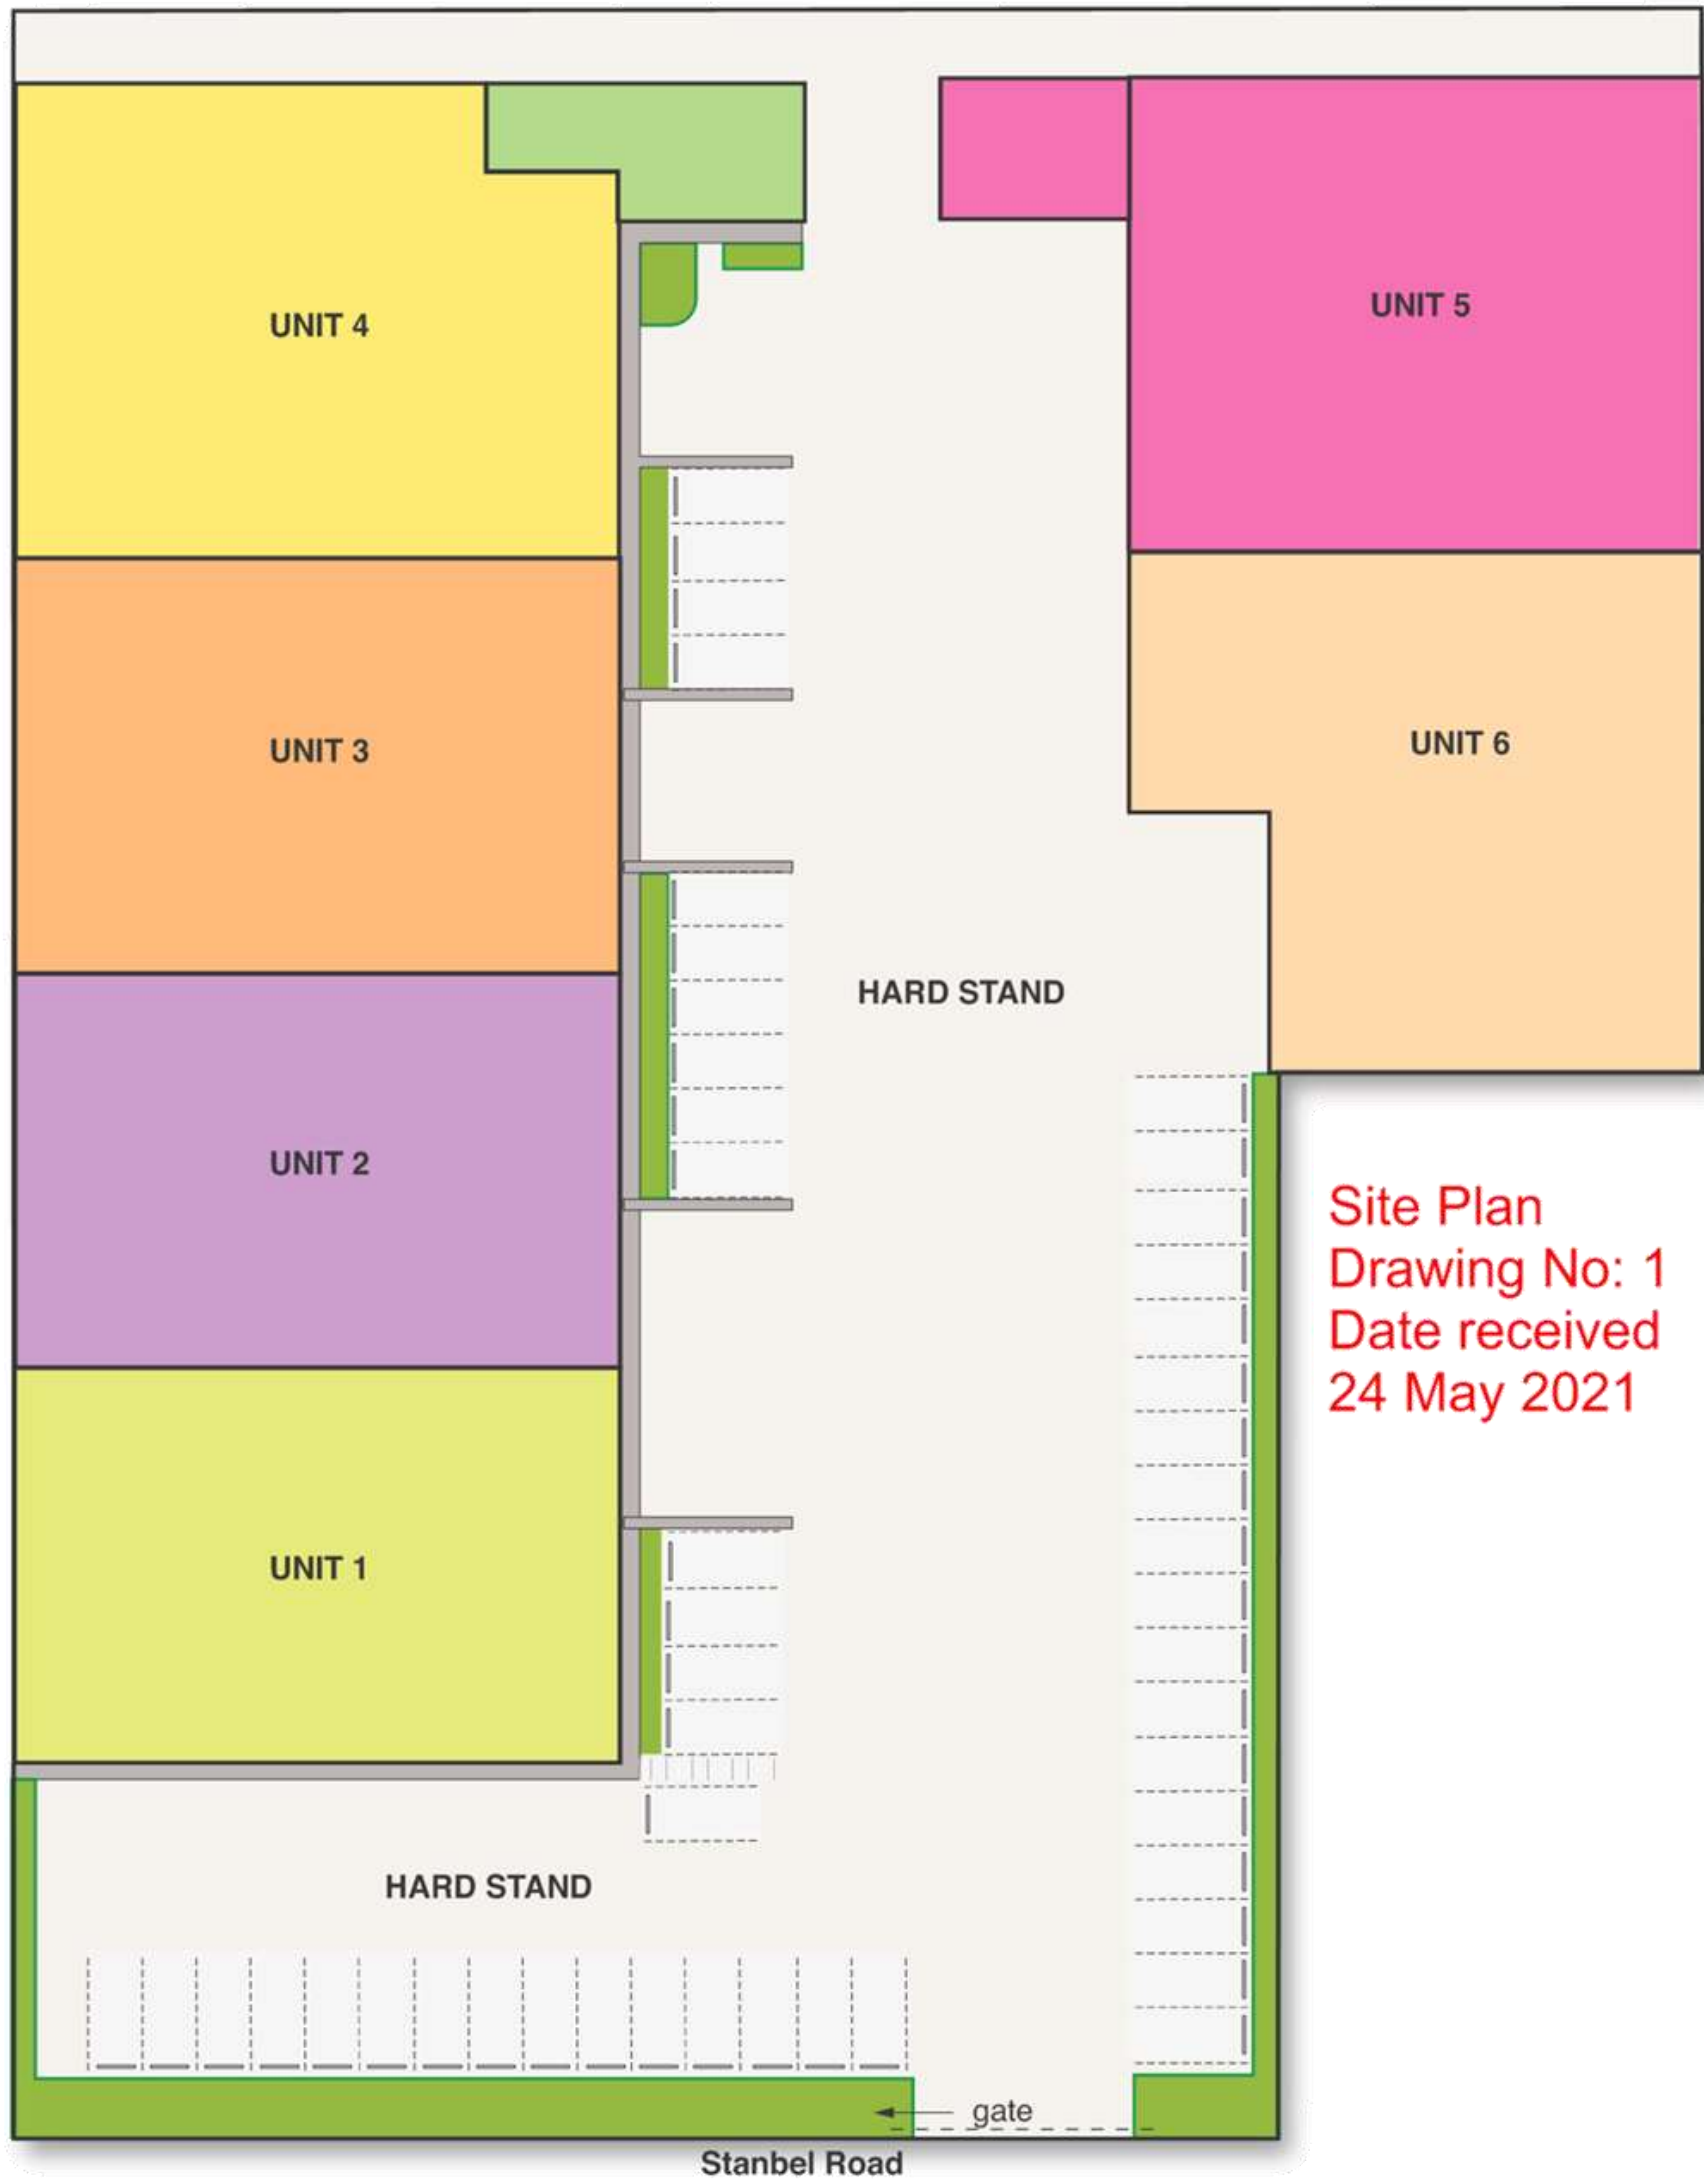 UNIT 4
UNIT 5
UNIT 3
UNIT 6
HARD STAND
UNIT 2
Site Plan
Drawing No: 1
Date received
24 May 2021
UNIT 1
HARD STAND
gate
Stanbel Road